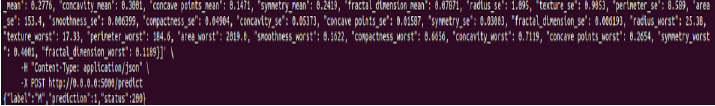 _mean": 0.2776, "concavity_mean": 0.3001, "concave points_mean": 0.1471, "symmetry_mean": 0.2419, "fractal_dimension_mean": 0.07871, "radius_se": 1.095, "texture_se": 0.9053, "perimeter_se": 8.589, "area
_se": 153.4, "smoothness_se": 0.006399, "compactness_se": 0.04904, "concavity_se": 0.05373, "concave points_se": 0.01587, "symmetry_se": 0.03003, "fractal_dimension_se": 0.006193, "radius_worst": 25.38,
"texture_worst": 17.33, "perimeter_worst": 184.6, "area_worst": 2019.0, "smoothness_worst": 0.1622, "compactness_worst": 0.6656, "concavity_worst": 0.7119, "concave points_worst": 0.2654, "symmetry_worst
": 0.4601, "fractal_dimension_worst": 0.1189}]' \
-H "Content-Type: application/json" \
-X POST http://0.0.0.0:5000/predict
{"label":"M","prediction":1,"status":200}